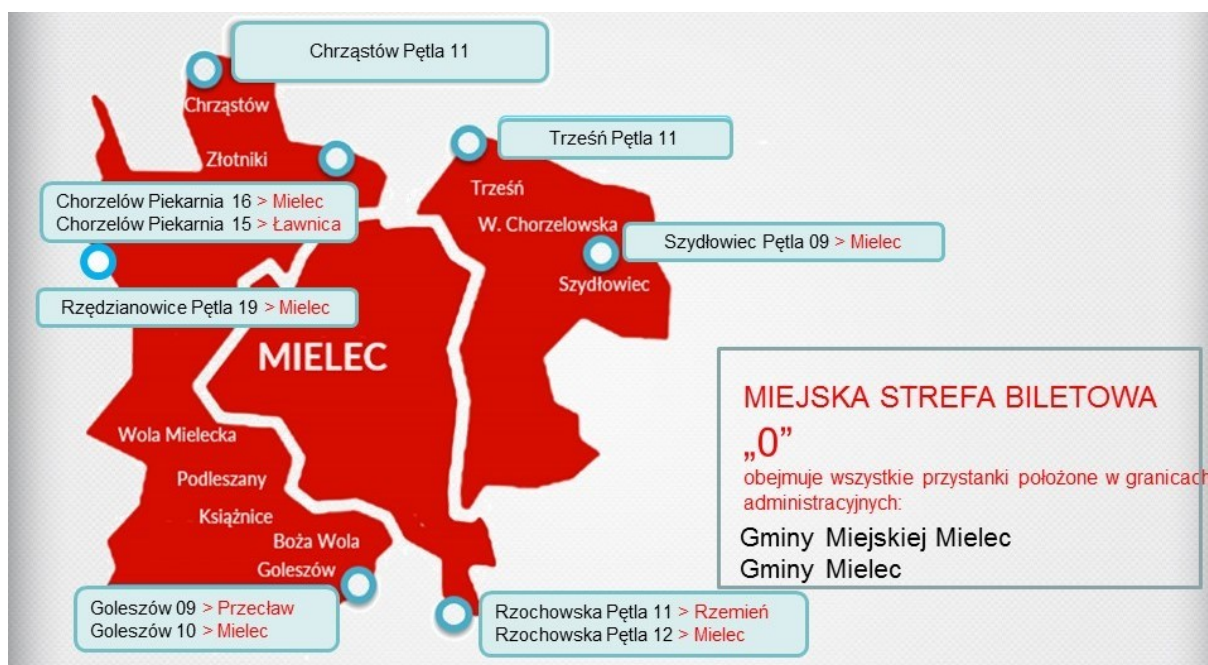 Chrząstów Pętla 11
Chrząstów
Trześń Pętla 11
Złotniki
Trześń
Chorzelów Piekarnia 16 > Mielec
Chorzelów Piekarnia 15 > Ławnica
W. Chorzelowska
Szydłowiec Pętla 09 > Mielec
Szydłowiec
Rzędzianowice Pętla 19 > Mielec
MIELEC
MIEJSKA STREFA BILETOWA
„0”
obejmuje wszystkie przystanki położone w granicach
administracyjnych:
Gminy Miejskiej Mielec
Gminy Mielec
Wola Mielecka
Podleszany
Książnice
Boża Wola
Goleszów
Goleszów 09 > Przecław
Goleszów 10 > Mielec
Rzochowska Pętla 11 > Rzemień
Rzochowska Pętla 12 > Mielec